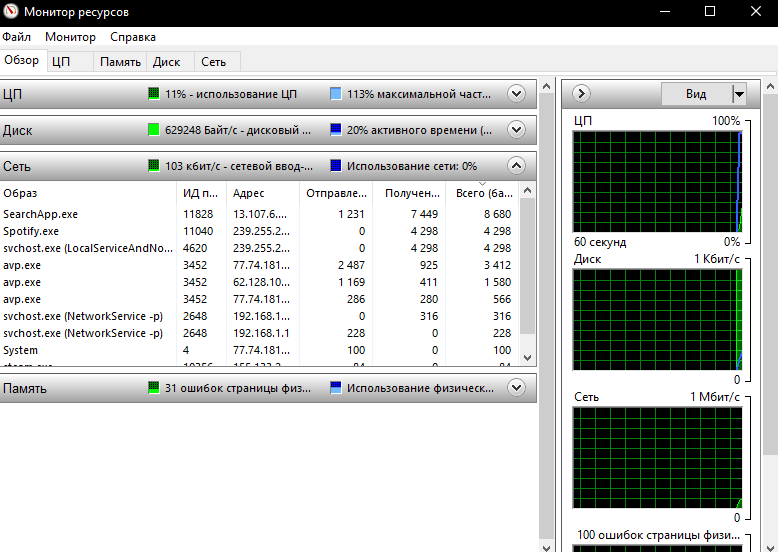 Монитор ресурсов
Файл Монитор Справка
Обзор ЦП Память Диск Сеть
ЦП 11% - использование ЦП 113% максимальной част...
Диск 629248 Байт/с - дисковый ... 20% активного времени (...
Сеть 103 кбит/с - сетевой ввод-... Использование сети: 0%
Образ ИД п... Адрес Отправле... Получен... Всего (ба...
SearchApp.exe 11828 13.107.6.... 1 231 7 449 8 680
Spotify.exe 11040 239.255.2... 0 4 298 4 298
svchost.exe (LocalServiceAndNo... 4620 239.255.2... 0 4 298 4 298
avp.exe 3452 77.74.181... 2 487 925 3 412
avp.exe 3452 62.128.10... 1 169 411 1 580
avp.exe 3452 77.74.181... 286 280 566
svchost.exe (NetworkService -p) 2648 192.168.1... 0 316 316
svchost.exe (NetworkService -p) 2648 192.168.1.1 228 0 228
System 4 77.74.181... 100 0 100
Память 31 ошибок страницы физ... Использование физическ...
Вид
ЦП 100%
60 секунд 0%
Диск 1 Кбит/с
0
Сеть 1 Мбит/с
0
100 ошибок страницы физи...